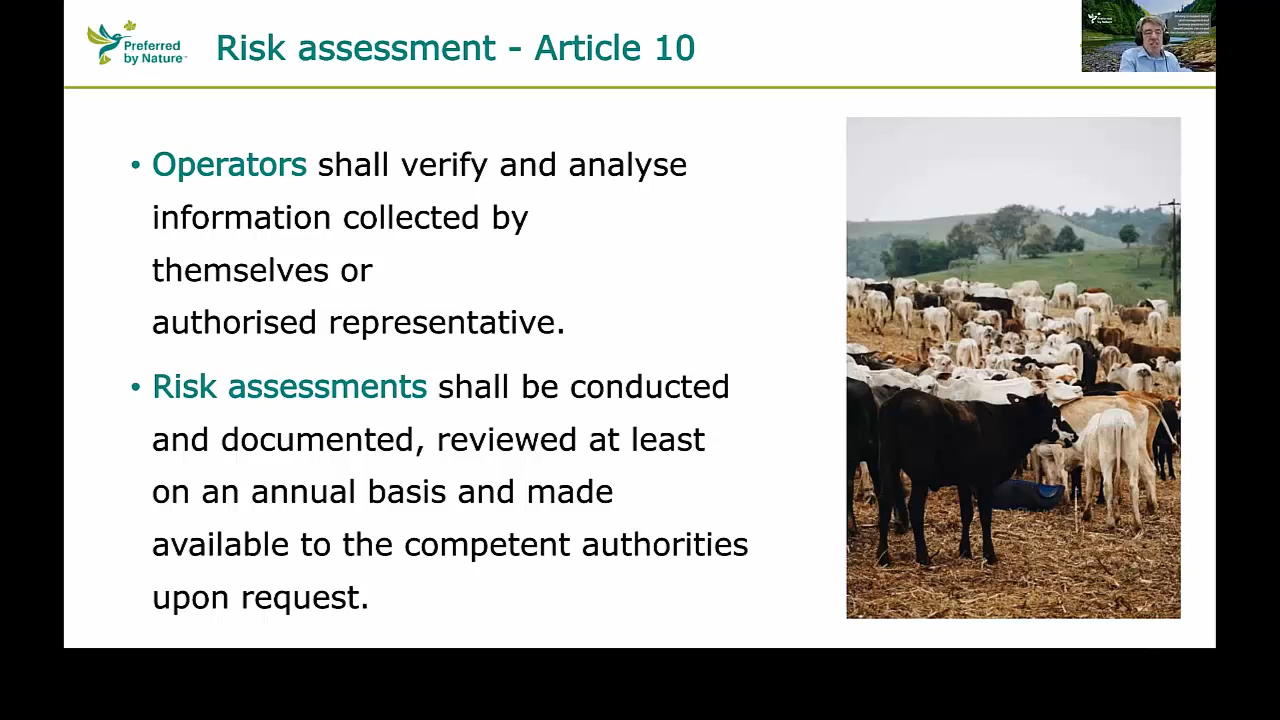 Preferred
by Nature™
Risk assessment - Article 10
• Operators shall verify and analyse
information collected by
themselves or
authorised representative.
• Risk assessments shall be conducted
and documented, reviewed at least
on an annual basis and made
available to the competent authorities
upon request.